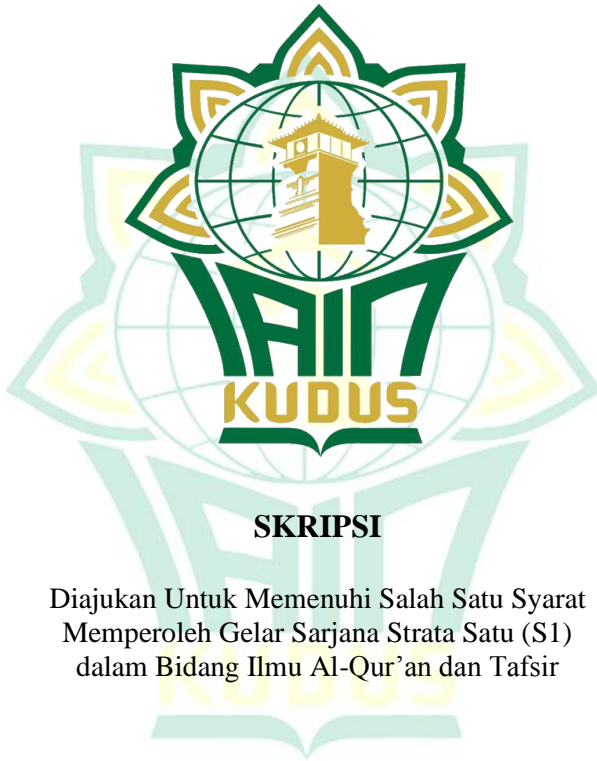 IAIN
KUDUS
SKRIPSI
Diajukan Untuk Memenuhi Salah Satu Syarat
Memperoleh Gelar Sarjana Strata Satu (S1)
dalam Bidang Ilmu Al-Qur’an dan Tafsir